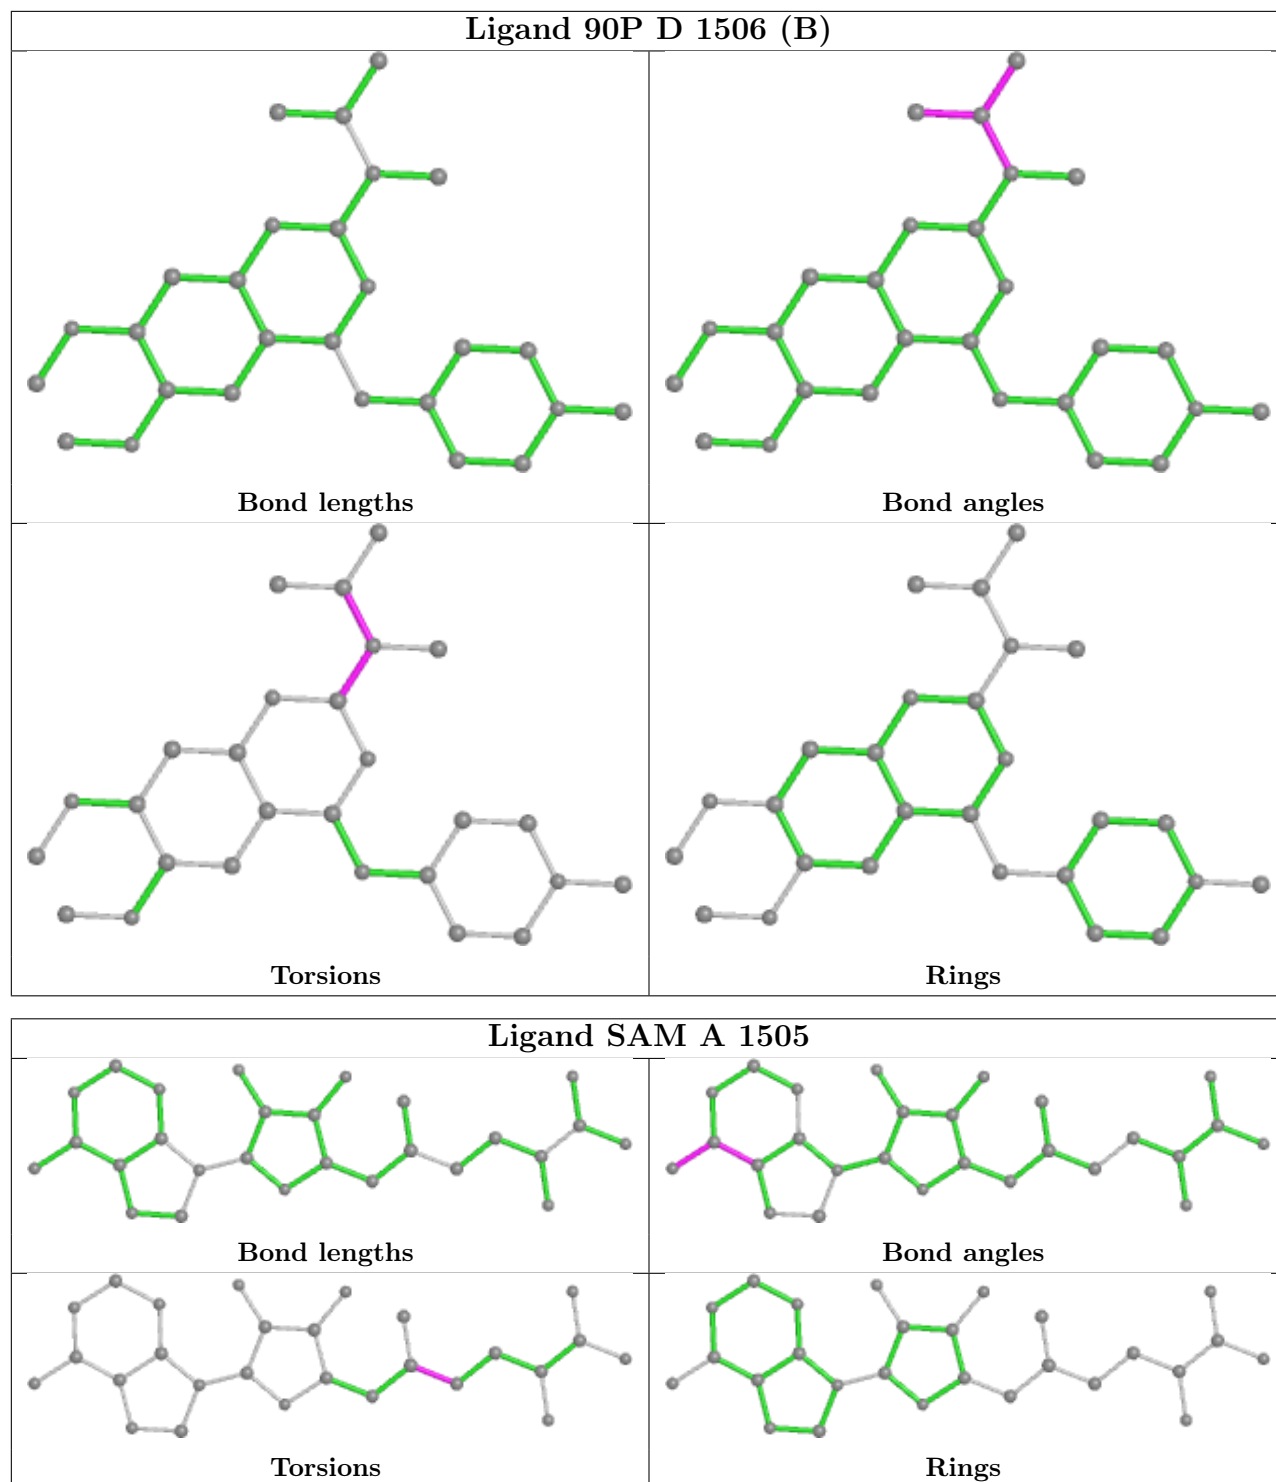 Ligand 90P D 1506 (B)
Bond lengths
Bond angles
Torsions
Rings
Ligand SAM A 1505
Bond lengths
Bond angles
Torsions
Rings